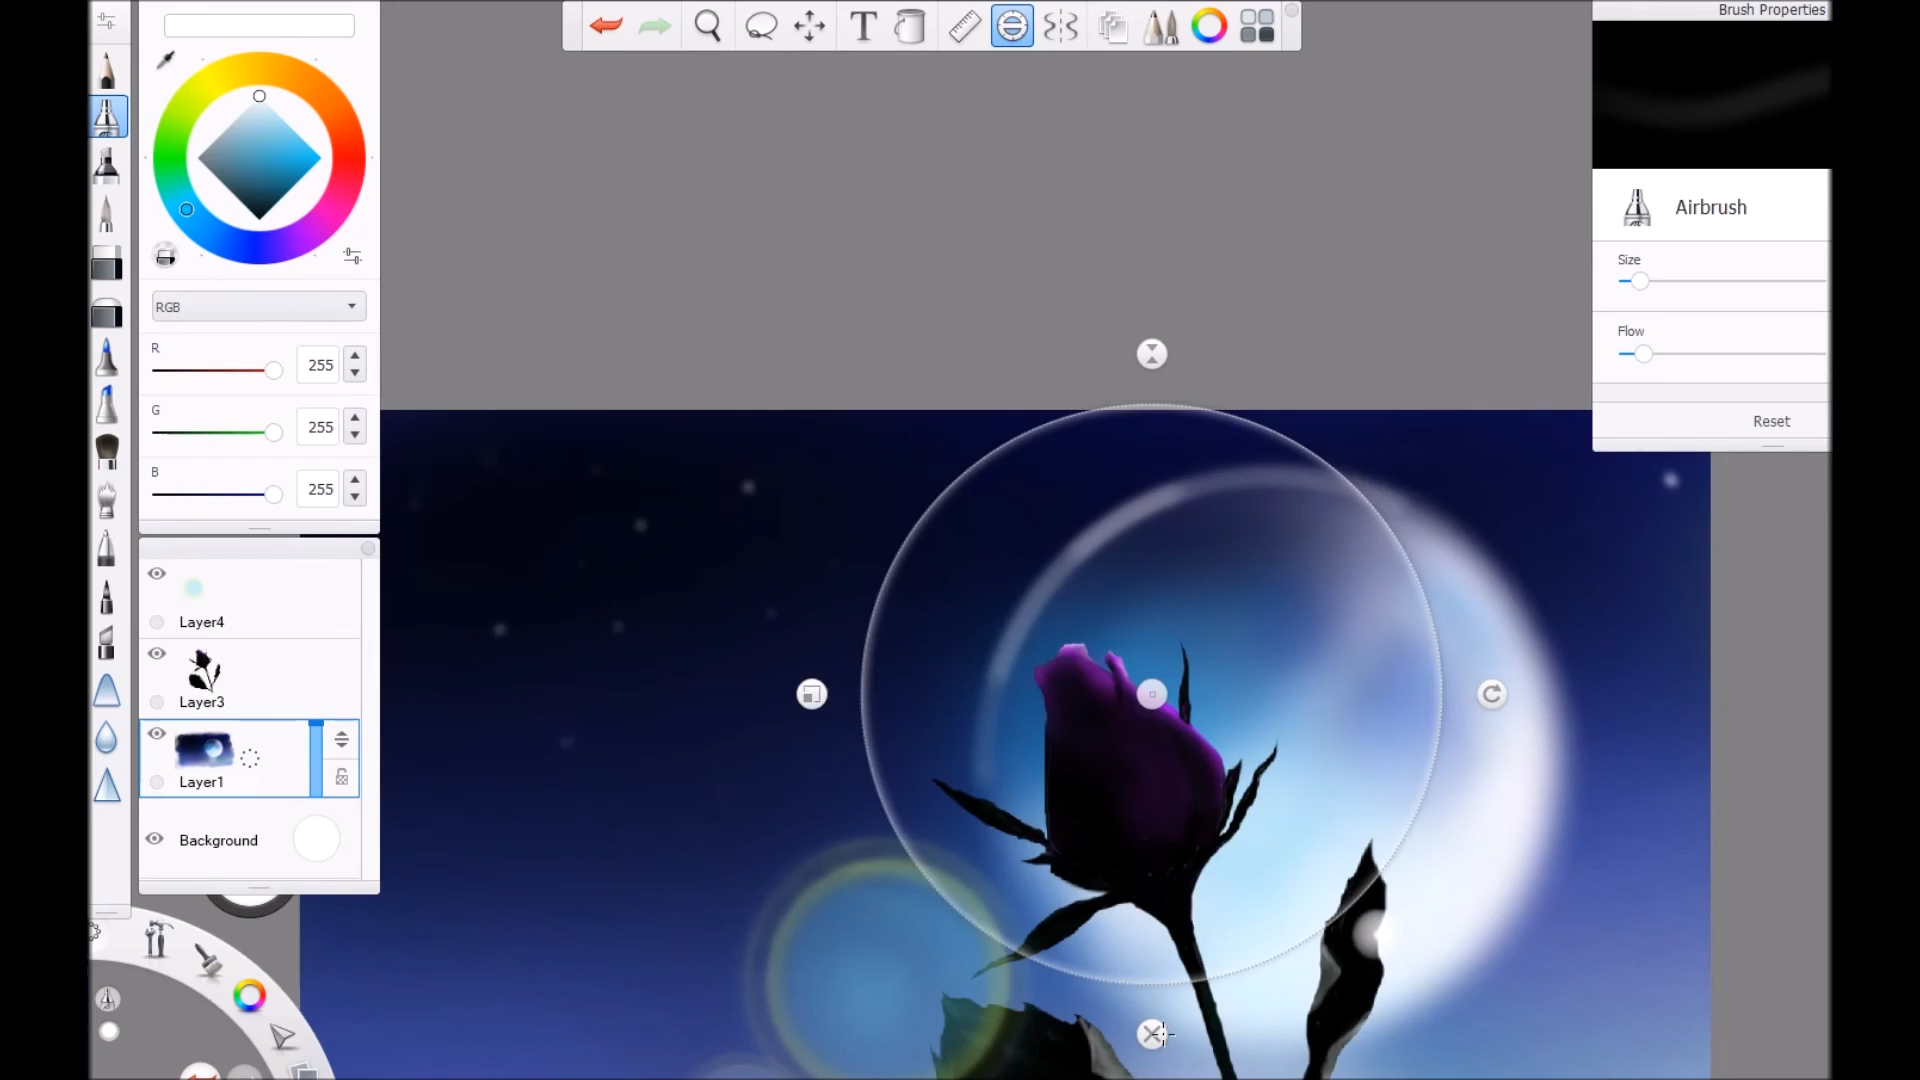 Brush Properties
T
Airbrush
Size
RGB
Flow
R
255
G
255
Reset
B
255
Layer4
Layer3
Layer1
Background